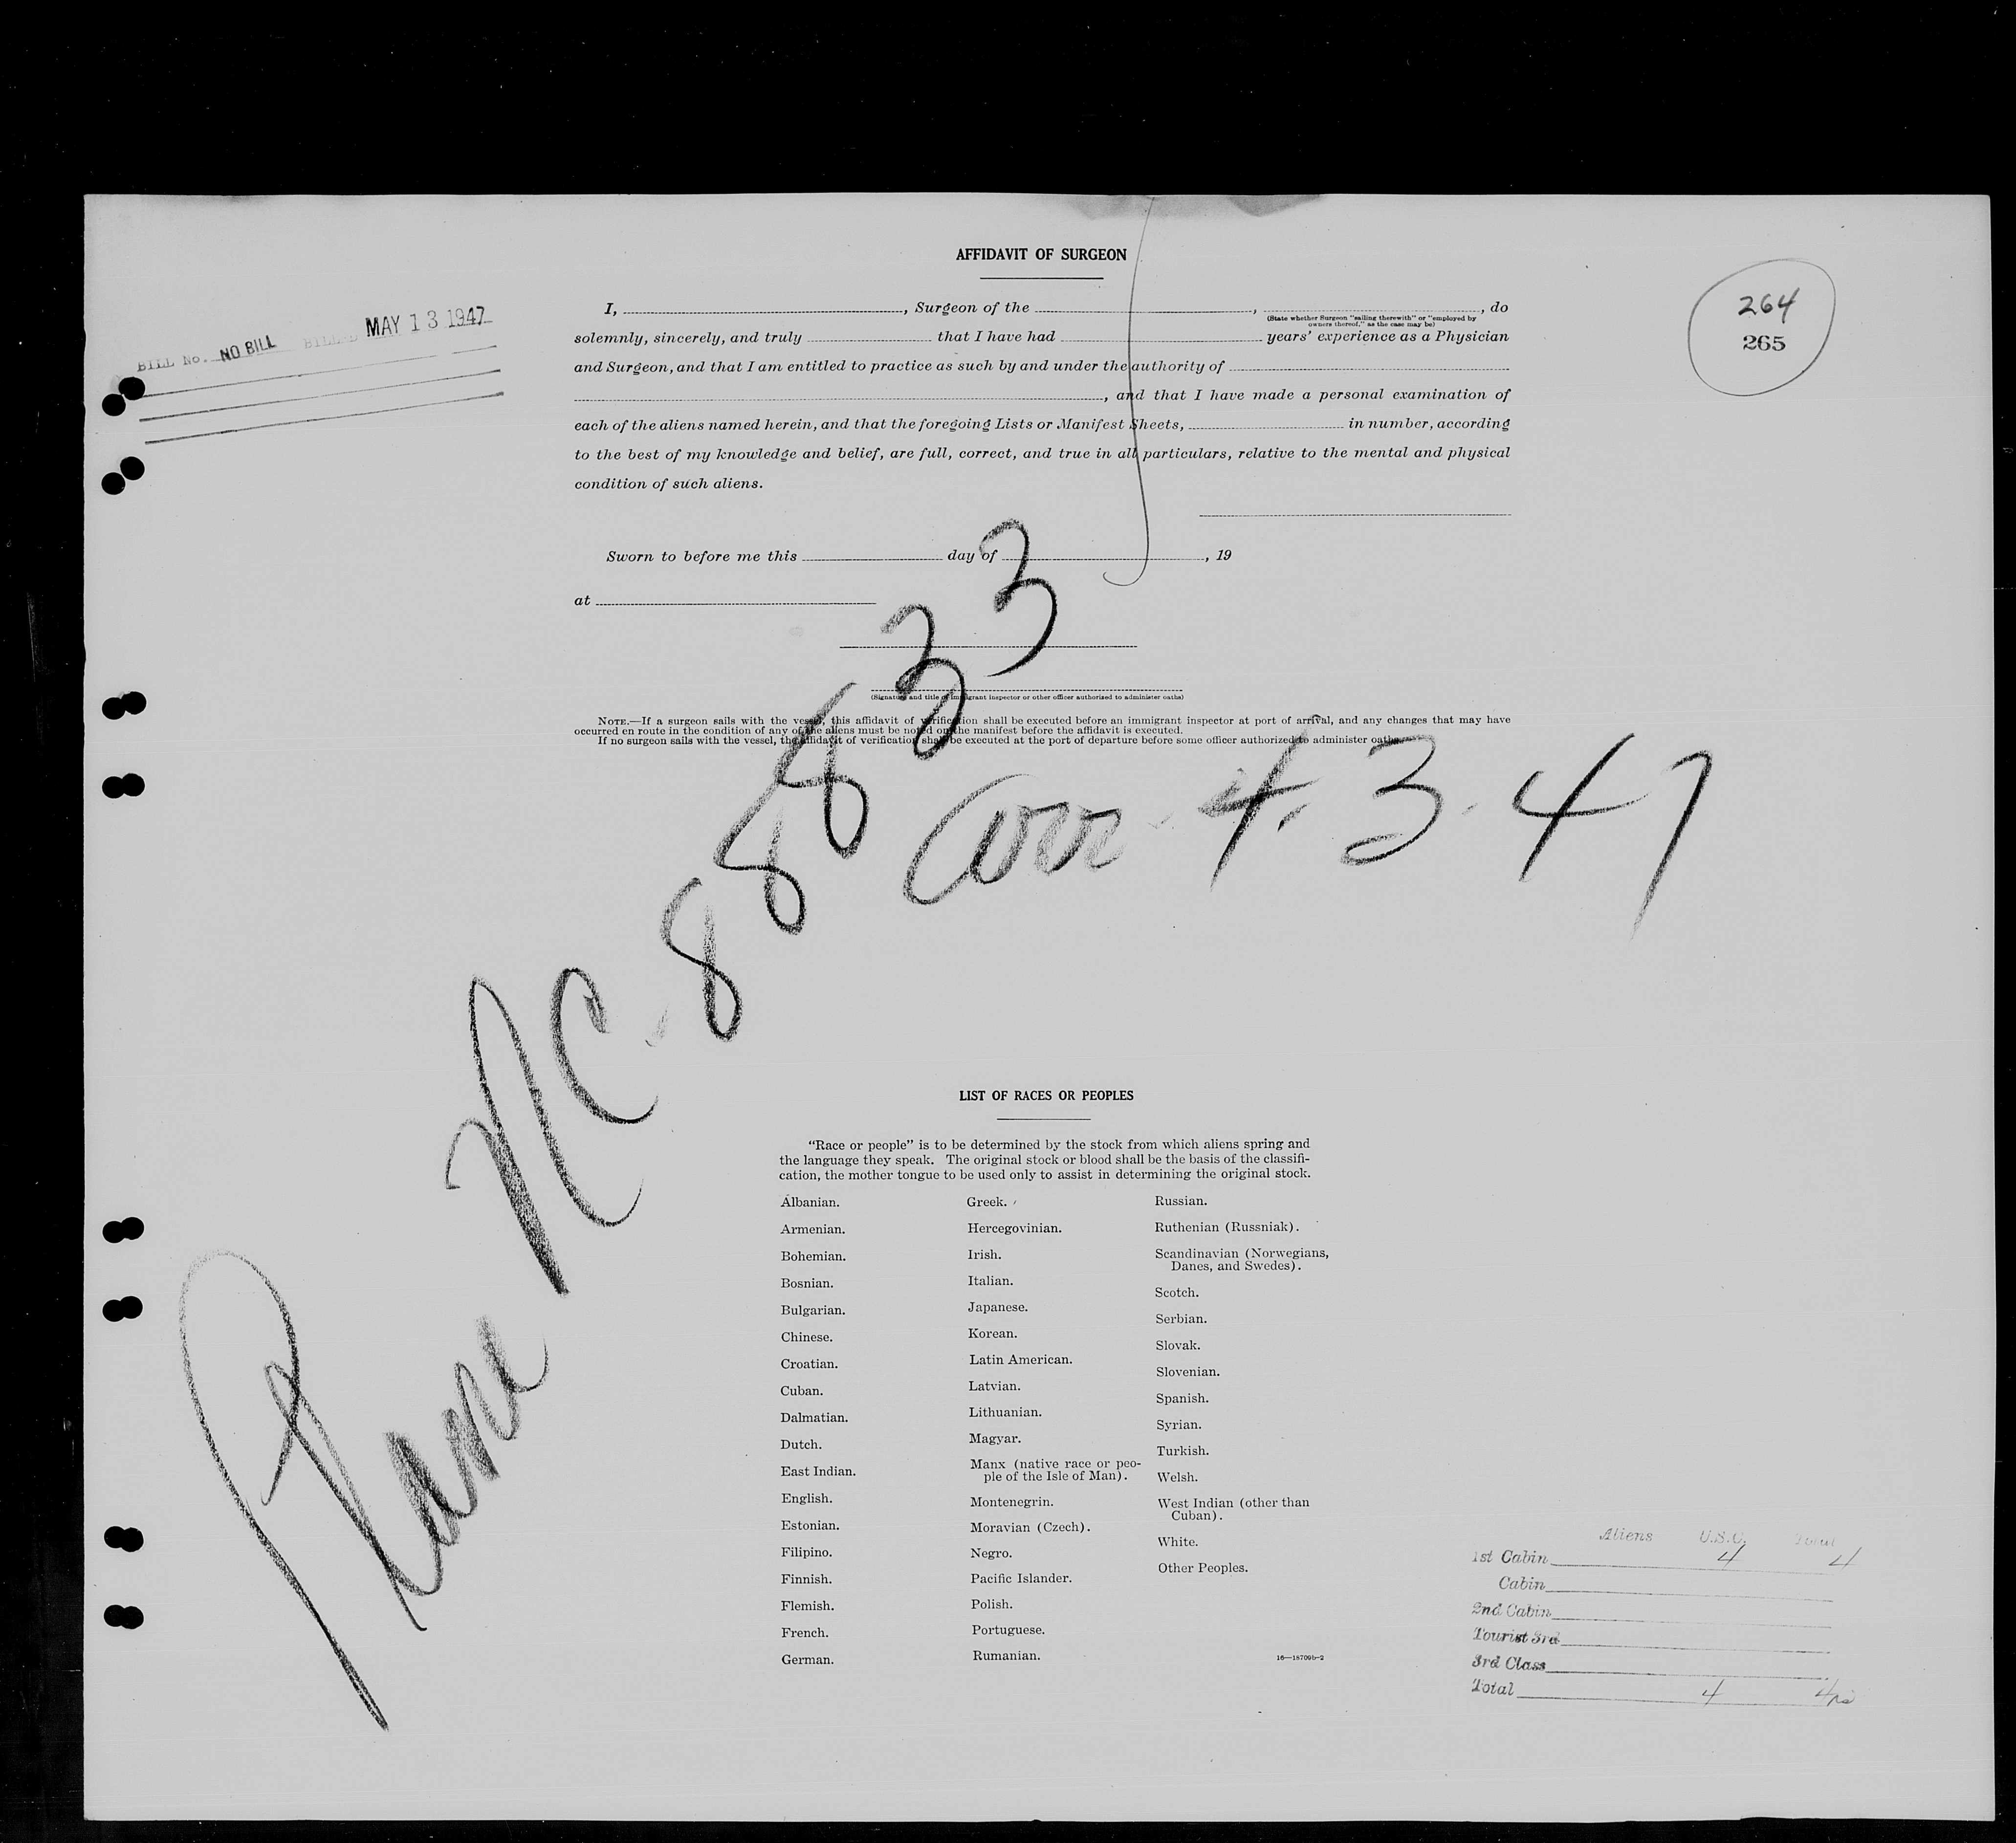 AFFIDAVIT OF SURGEON
264
265
BILL No. NO BILL BILLED MAY 13 1947
I, , Surgeon of the , , do
(State whether Surgeon "sailing therewith" or "employed by
owners thereof," as the case may be)
solemnly, sincerely, and truly that I have had years' experience as a Physician
and Surgeon, and that I am entitled to practice as such by and under the authority of
, and that I have made a personal examination of
each of the aliens named herein, and that the foregoing Lists or Manifest Sheets, in number, according
to the best of my knowledge and belief, are full, correct, and true in all particulars, relative to the mental and physical
condition of such aliens.
Sworn to before me this day of , 19
at
(Signature and title of immigrant inspector or other officer authorized to administer oaths)
NOTE.—If a surgeon sails with the vessel, this affidavit of verification shall be executed before an immigrant inspector at port of arrival, and any changes that may have
occurred en route in the condition of any of the aliens must be noted on the manifest before the affidavit is executed.
If no surgeon sails with the vessel, the affidavit of verification shall be executed at the port of departure before some officer authorized to administer oaths.
Plane NC-88833
arr - 4-3-47
LIST OF RACES OR PEOPLES
"Race or people" is to be determined by the stock from which aliens spring and
the language they speak. The original stock or blood shall be the basis of the classifi-
cation, the mother tongue to be used only to assist in determining the original stock.
Albanian.
Armenian.
Bohemian.
Bosnian.
Bulgarian.
Chinese.
Croatian.
Cuban.
Dalmatian.
Dutch.
East Indian.
English.
Estonian.
Filipino.
Finnish.
Flemish.
French.
German.
Greek.
Hercegovinian.
Irish.
Italian.
Japanese.
Korean.
Latin American.
Latvian.
Lithuanian.
Magyar.
Manx (native race or peo-
ple of the Isle of Man).
Montenegrin.
Moravian (Czech).
Negro.
Pacific Islander.
Polish.
Portuguese.
Rumanian.
Russian.
Ruthenian (Russniak).
Scandinavian (Norwegians,
Danes, and Swedes).
Scotch.
Serbian.
Slovak.
Slovenian.
Spanish.
Syrian.
Turkish.
Welsh.
West Indian (other than
Cuban).
White.
Other Peoples.
16—18709b-2
Aliens U.S.C. Total
1st Cabin 4 4
Cabin
2nd Cabin
Tourist 3rd
3rd Class
Total 4 4